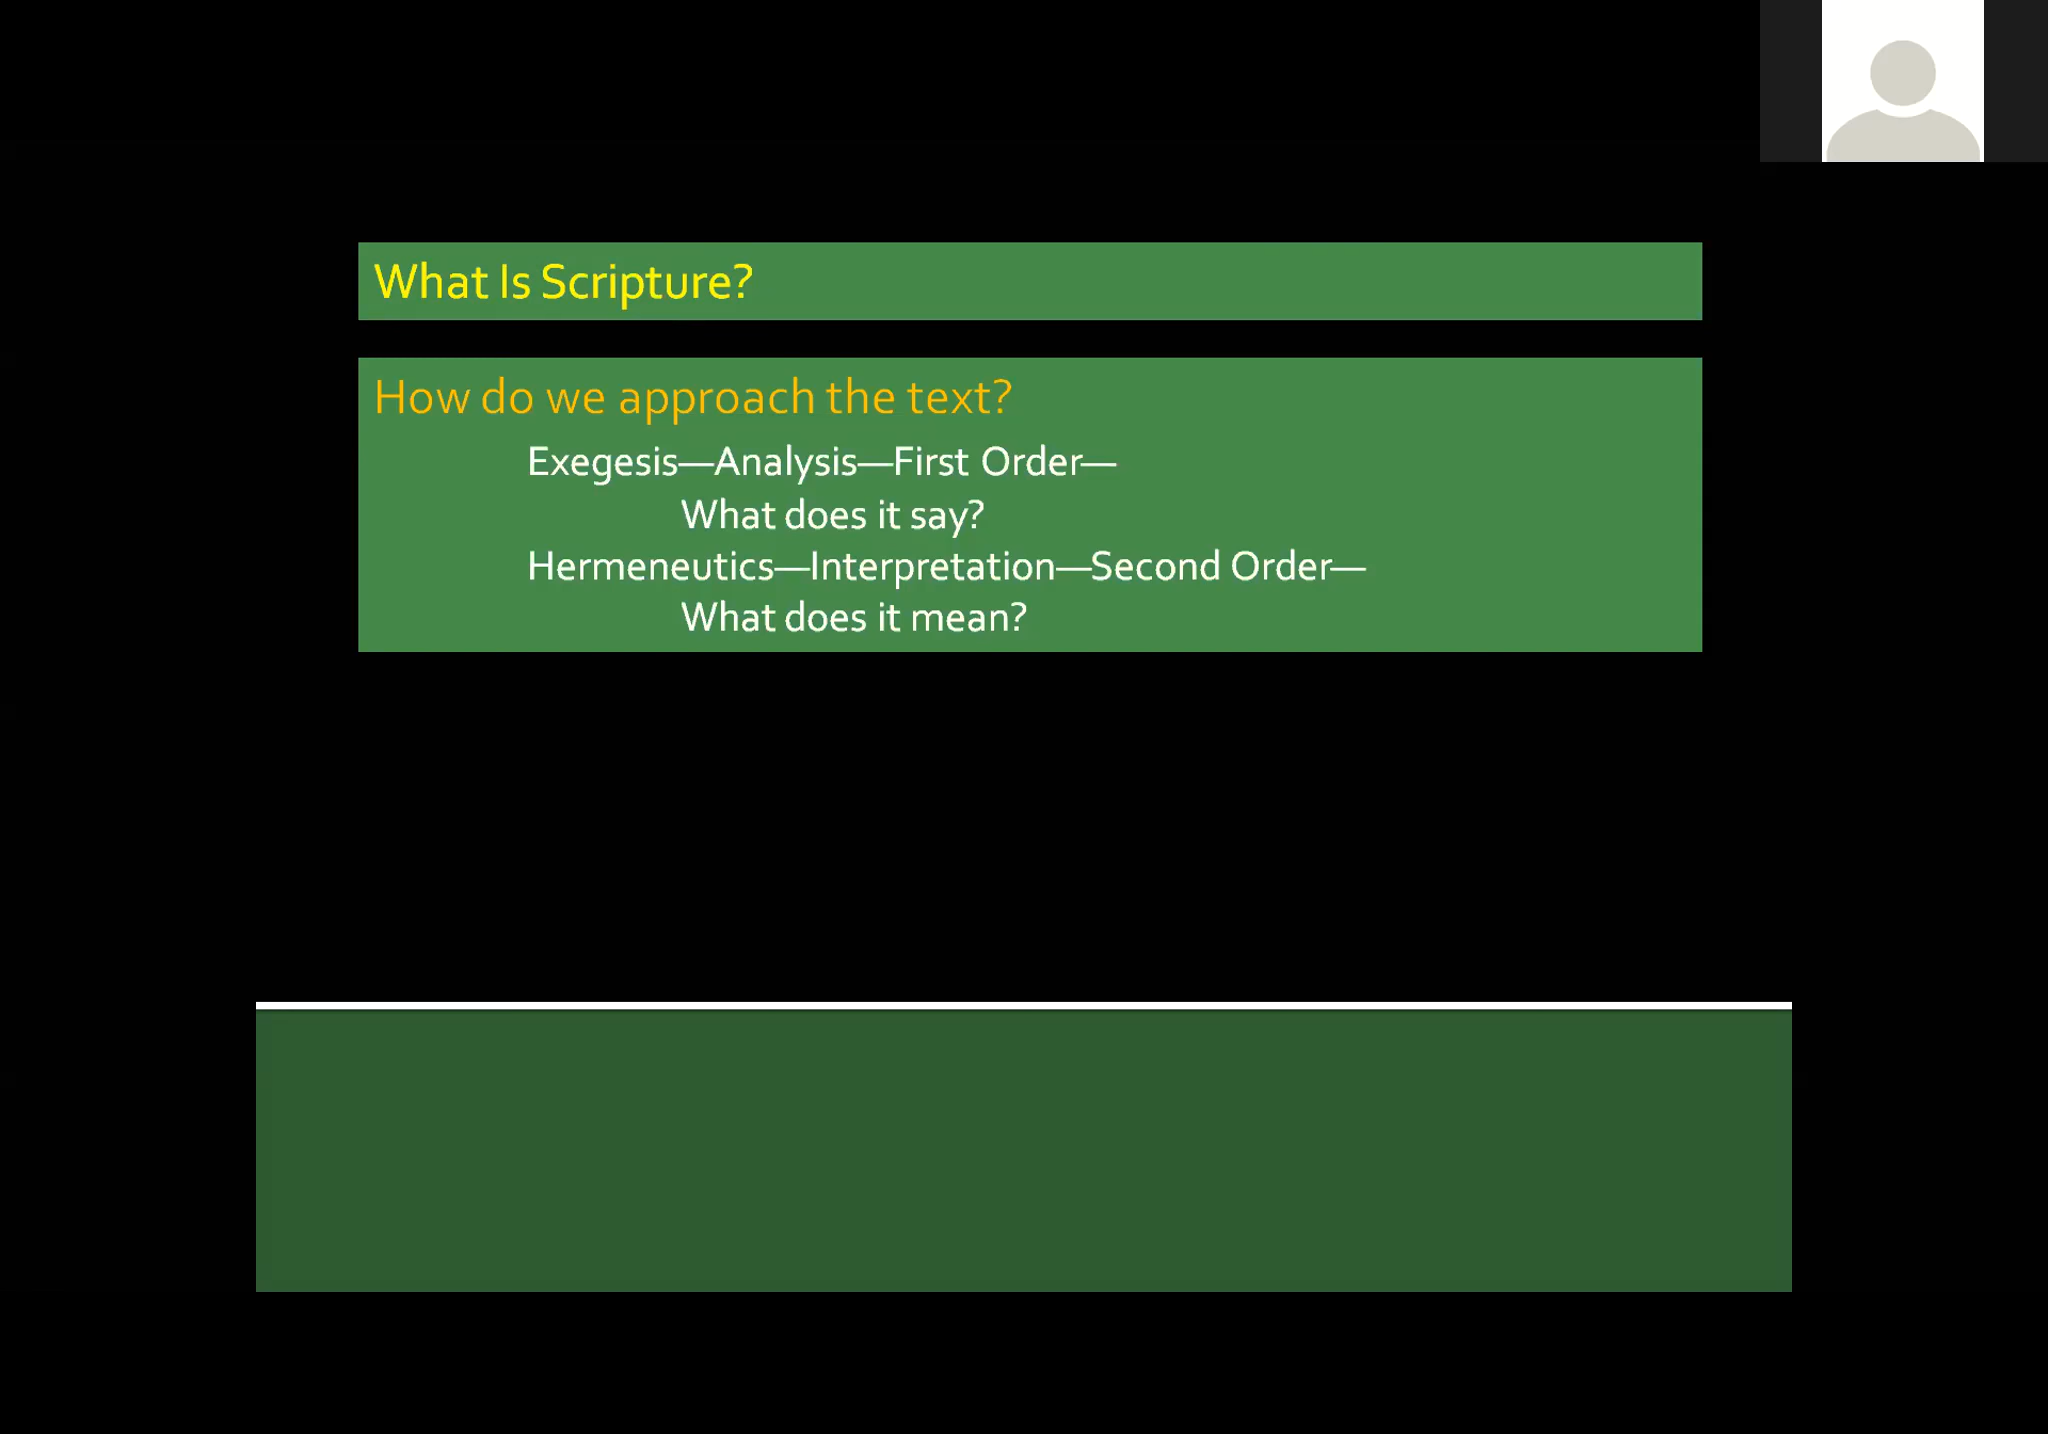 What Is Scripture?
How do we approach the text?
Exegesis—Analysis—First Order—
What does it say?
Hermeneutics—Interpretation—Second Order—
What does it mean?